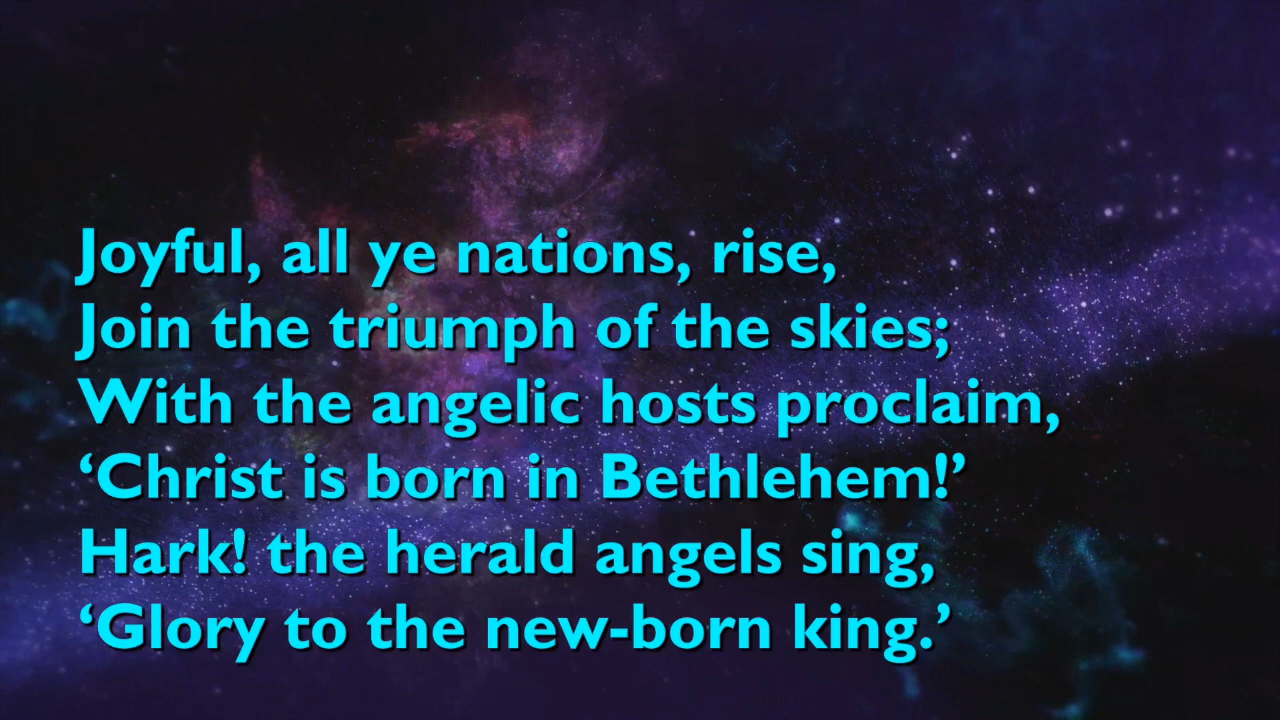 Joyful, all ye nations, rise,
Join the triumph of the skies;
With the angelic hosts proclaim,
‘Christ is born in Bethlehem!’
Hark! the herald angels sing,
‘Glory to the new-born king.’